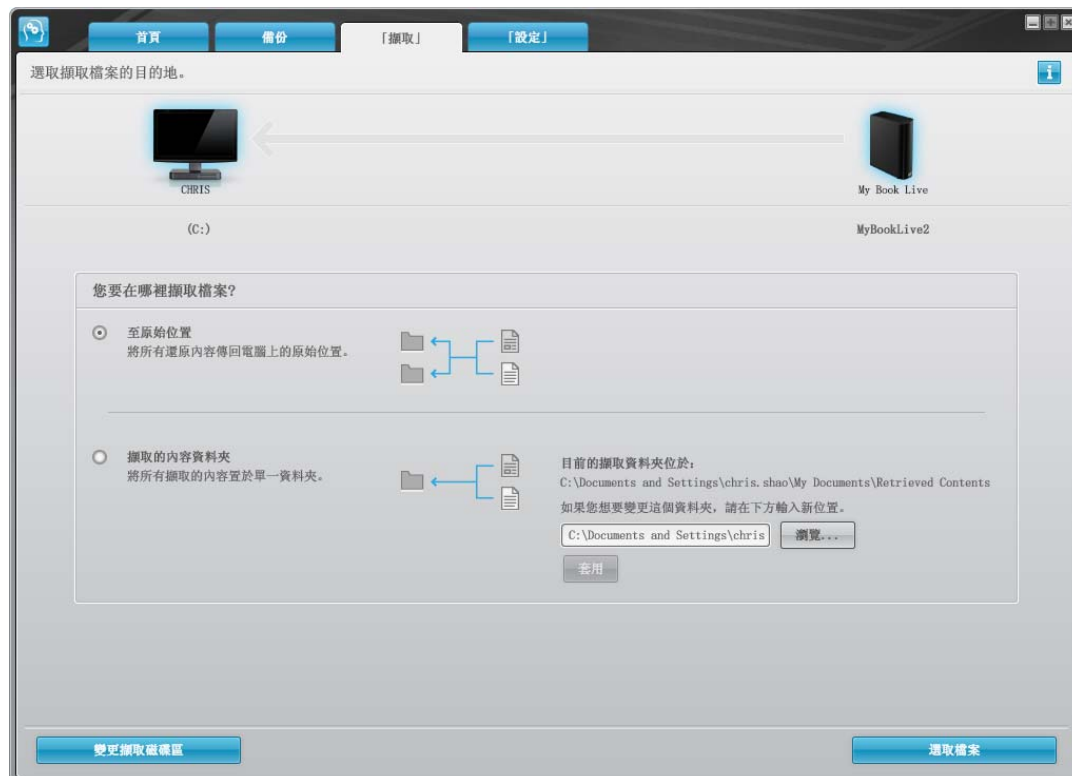 首頁
備份
「擷取」
「設定」
選取擷取檔案的目的地。
CHRIS
My Book Live
(C:)
MyBookLive2
您要在哪裡擷取檔案?
至原始位置
將所有還原內容傳回電腦上的原始位置。
擷取的內容資料夾
將所有擷取的內容置於單一資料夾。
目前的擷取資料夾位於:
C:\Documents and Settings\chris.shao\My Documents\Retrieved Contents
如果您想要變更這個資料夾, 請在下方輸入新位置。
C:\Documents and Settings\chris
瀏覽...
套用
變更擷取磁碟區
選取檔案